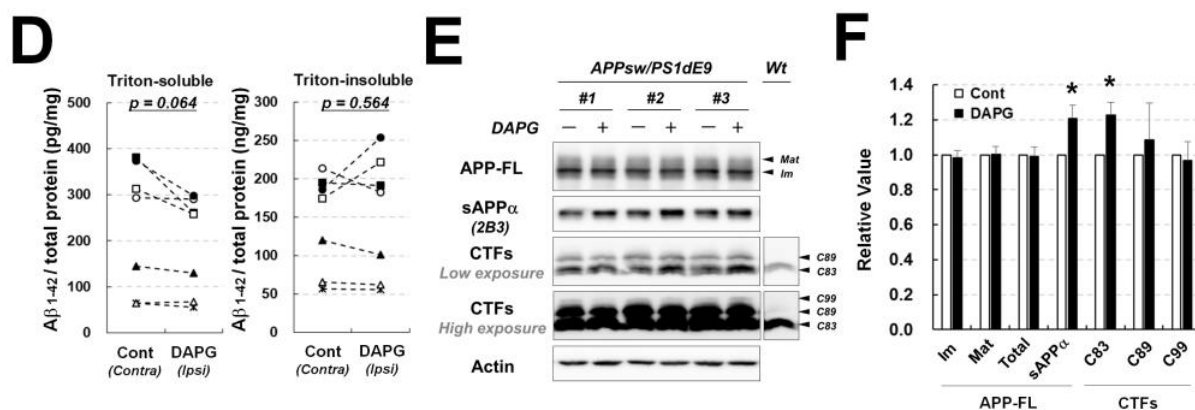 D
Triton-soluble
p = 0.064
Aβ1-42 / total protein (pg/mg)
500
400
300
200
100
0
Cont
(Contra)
DAPG
(Ipsi)
Triton-insoluble
p = 0.564
Aβ1-42 / total protein (ng/mg)
300
250
200
150
100
50
0
Cont
(Contra)
DAPG
(Ipsi)
E
APPsw/PS1dE9
Wt
#1
#2
#3
DAPG
— + — + — +
APP-FL
Mat
Im
sAPPα
(2B3)
CTFs
Low exposure
C89
C83
CTFs
High exposure
C99
C89
C83
Actin
F
Relative Value
1.4
1.2
1.0
0.8
0.6
0.4
0.2
0.0
Cont
DAPG
* *
Im
Mat
Total
sAPPα
C83
C89
C99
APP-FL
CTFs